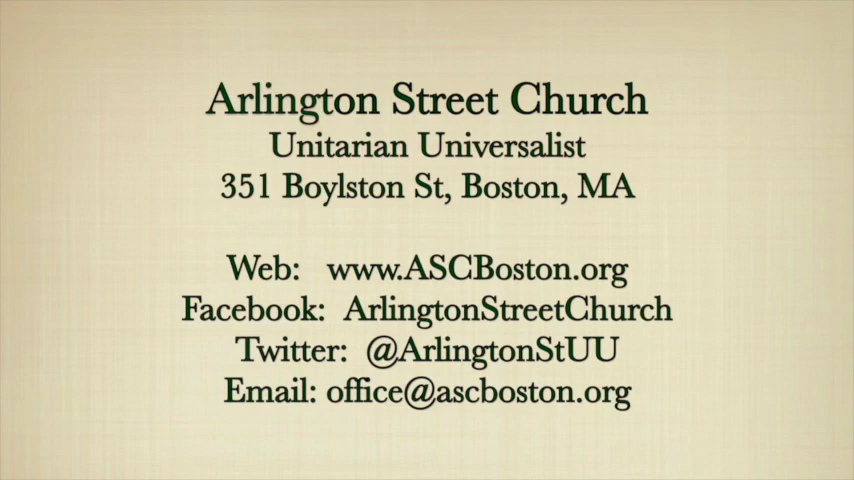 Arlington Street Church
Unitarian Universalist
351 Boylston St, Boston, MA
Web: www.ASCBoston.org
Facebook: ArlingtonStreetChurch
Twitter: @ArlingtonStUU
Email: office@ascboston.org